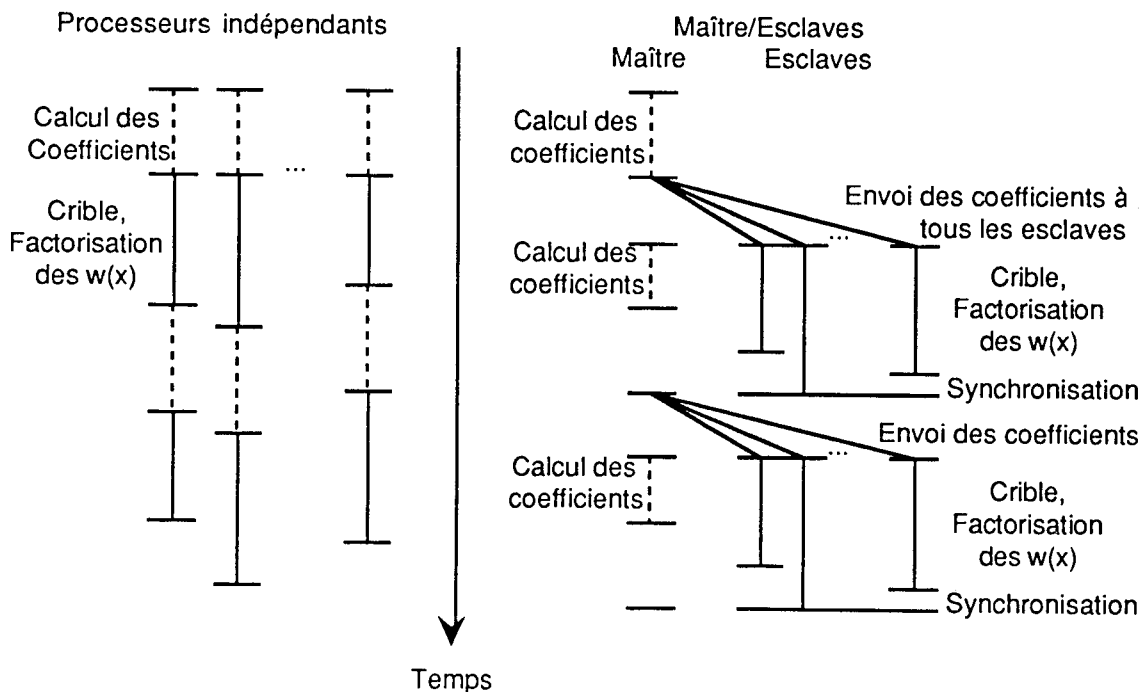 Processeurs indépendants
Calcul des
Coefficients
...
Crible,
Factorisation
des w(x)
Temps
Maître/Esclaves
Maître
Esclaves
Calcul des
coefficients
Envoi des coefficients à
tous les esclaves
...
Calcul des
coefficients
Crible,
Factorisation
des w(x)
Synchronisation
Envoi des coefficients
...
Calcul des
coefficients
Crible,
Factorisation
des w(x)
Synchronisation